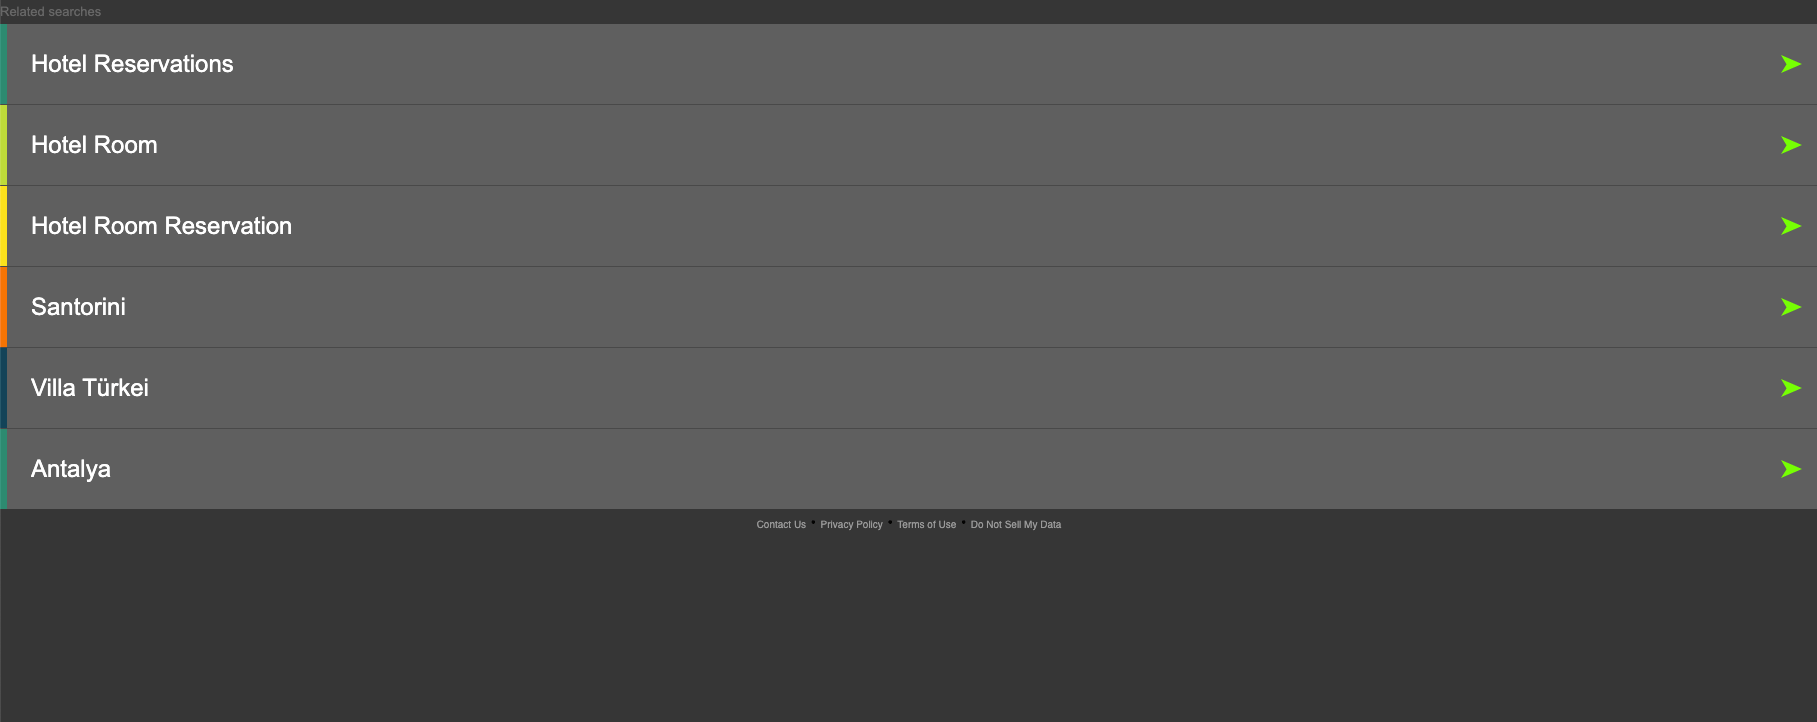 Related searches
Hotel Reservations
Hotel Room
Hotel Room Reservation
Santorini
Villa Türkei
Antalya
Contact Us • Privacy Policy • Terms of Use • Do Not Sell My Data